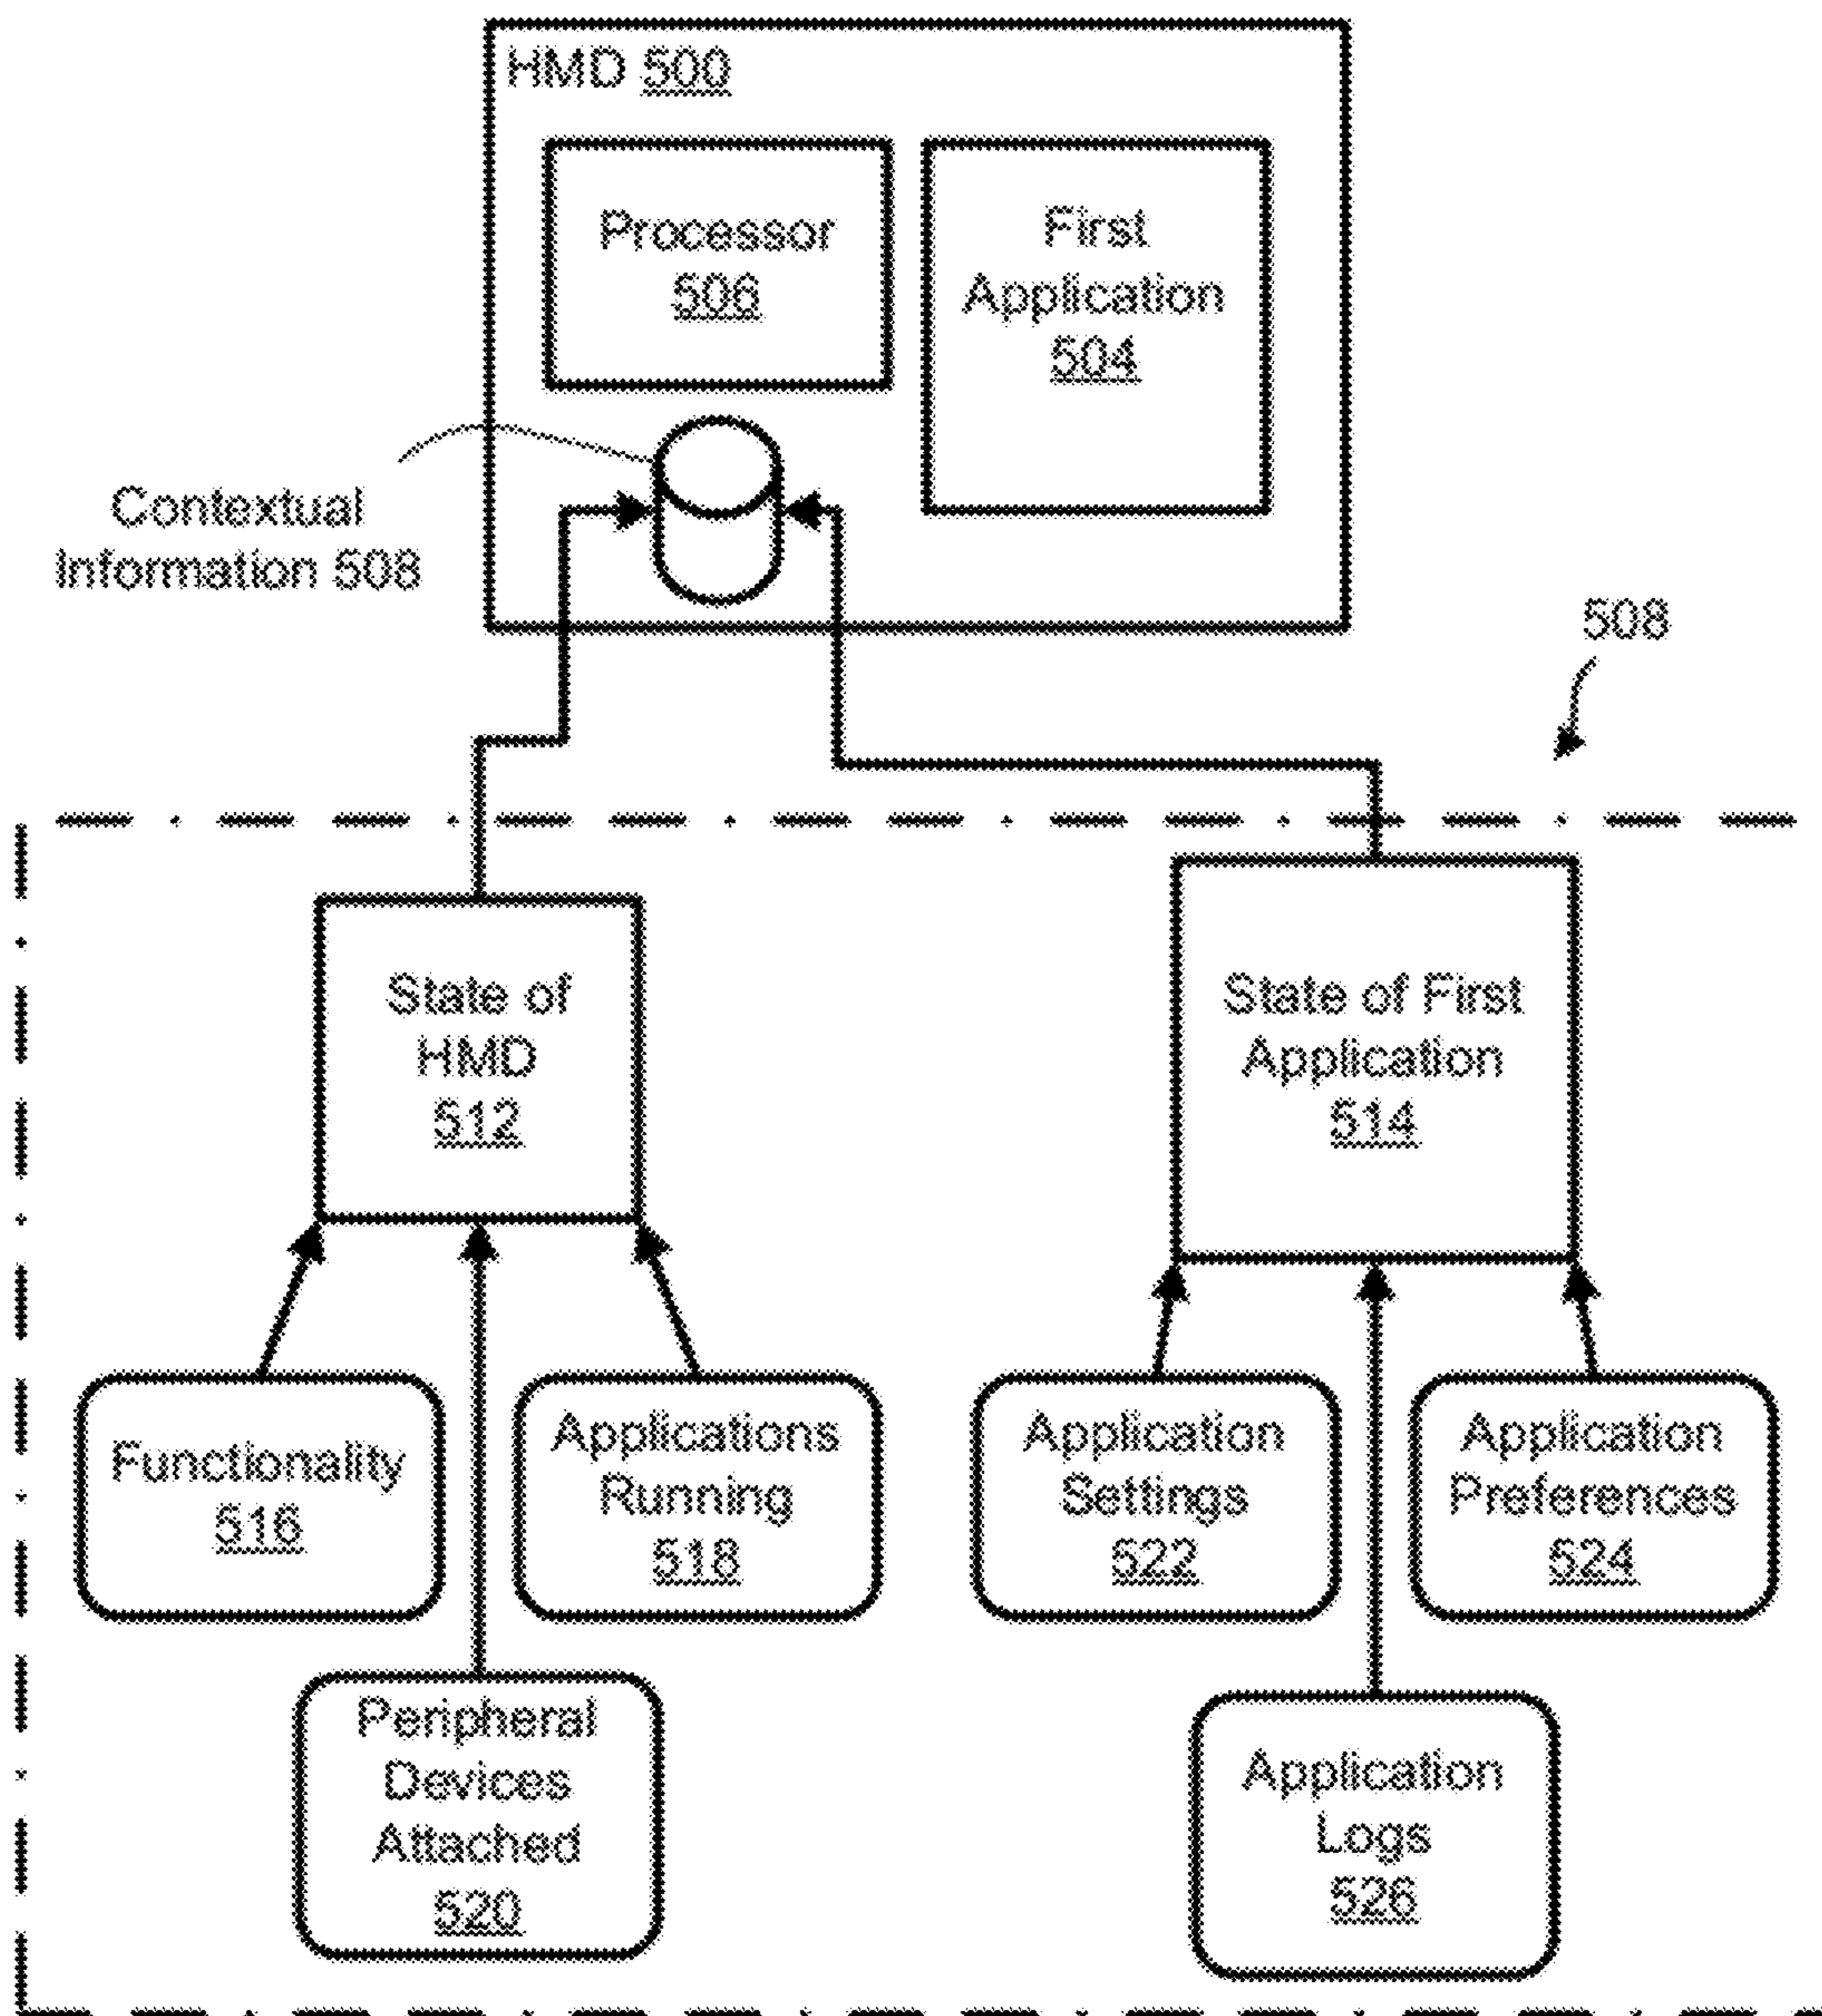 HMD 500
Processor
506
First
Application
504
Contextual
Information 508
508
State of
HMD
512
State of First
Application
514
Functionality
516
Applications
Running
518
Application
Settings
522
Application
Preferences
524
Peripheral
Devices
Attached
520
Application
Logs
526